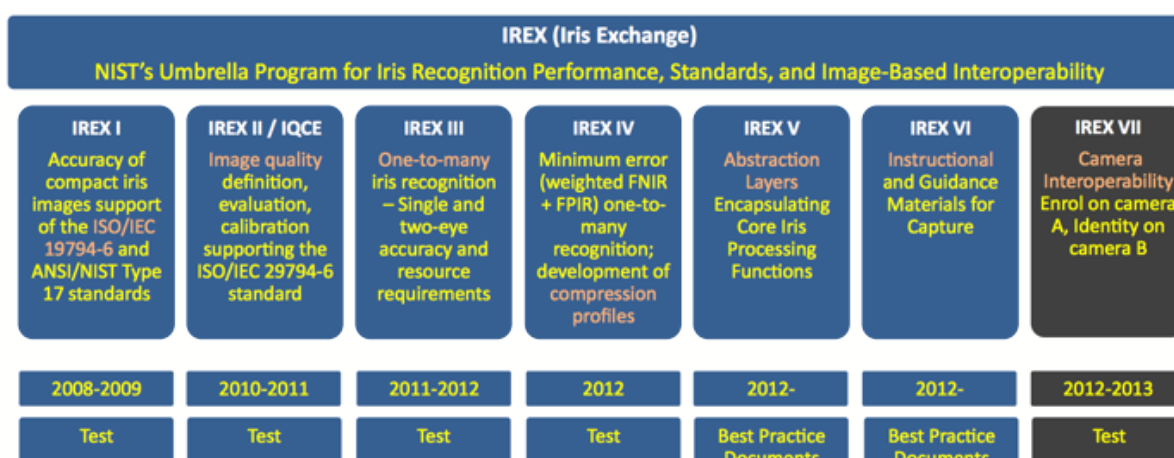 IREX (Iris Exchange)
NIST's Umbrella Program for Iris Recognition Performance, Standards, and Image-Based Interoperability
IREX I
Accuracy of
compact iris
images support
of the ISO/IEC
19794-6 and
ANSI/NIST Type
17 standards
IREX II / IQCE
Image quality
definition,
evaluation,
calibration
supporting the
ISO/IEC 29794-6
standard
IREX III
One-to-many
iris recognition
– Single and
two-eye
accuracy and
resource
requirements
IREX IV
Minimum error
(weighted FNIR
+ FPIR) one-to-
many
recognition;
development of
compression
profiles
IREX V
Abstraction
Layers
Encapsulating
Core Iris
Processing
Functions
IREX VI
Instructional
and Guidance
Materials for
Capture
IREX VII
Camera
Interoperability
Enrol on camera
A, Identity on
camera B
2008-2009
2010-2011
2011-2012
2012
2012-
2012-
2012-2013
Test
Test
Test
Test
Best Practice
Documents
Best Practice
Documents
Test